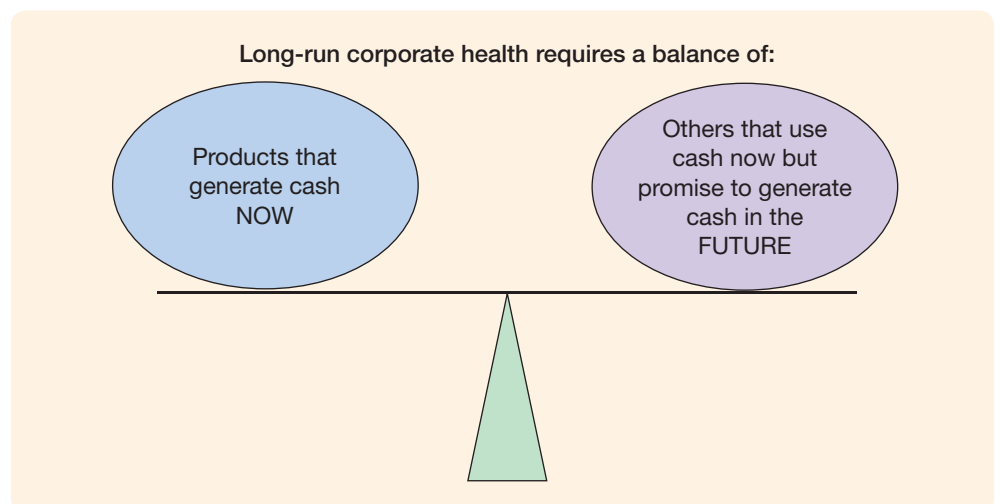 Long-run corporate health requires a balance of:
Products that
generate cash
NOW
Others that use
cash now but
promise to generate
cash in the
FUTURE